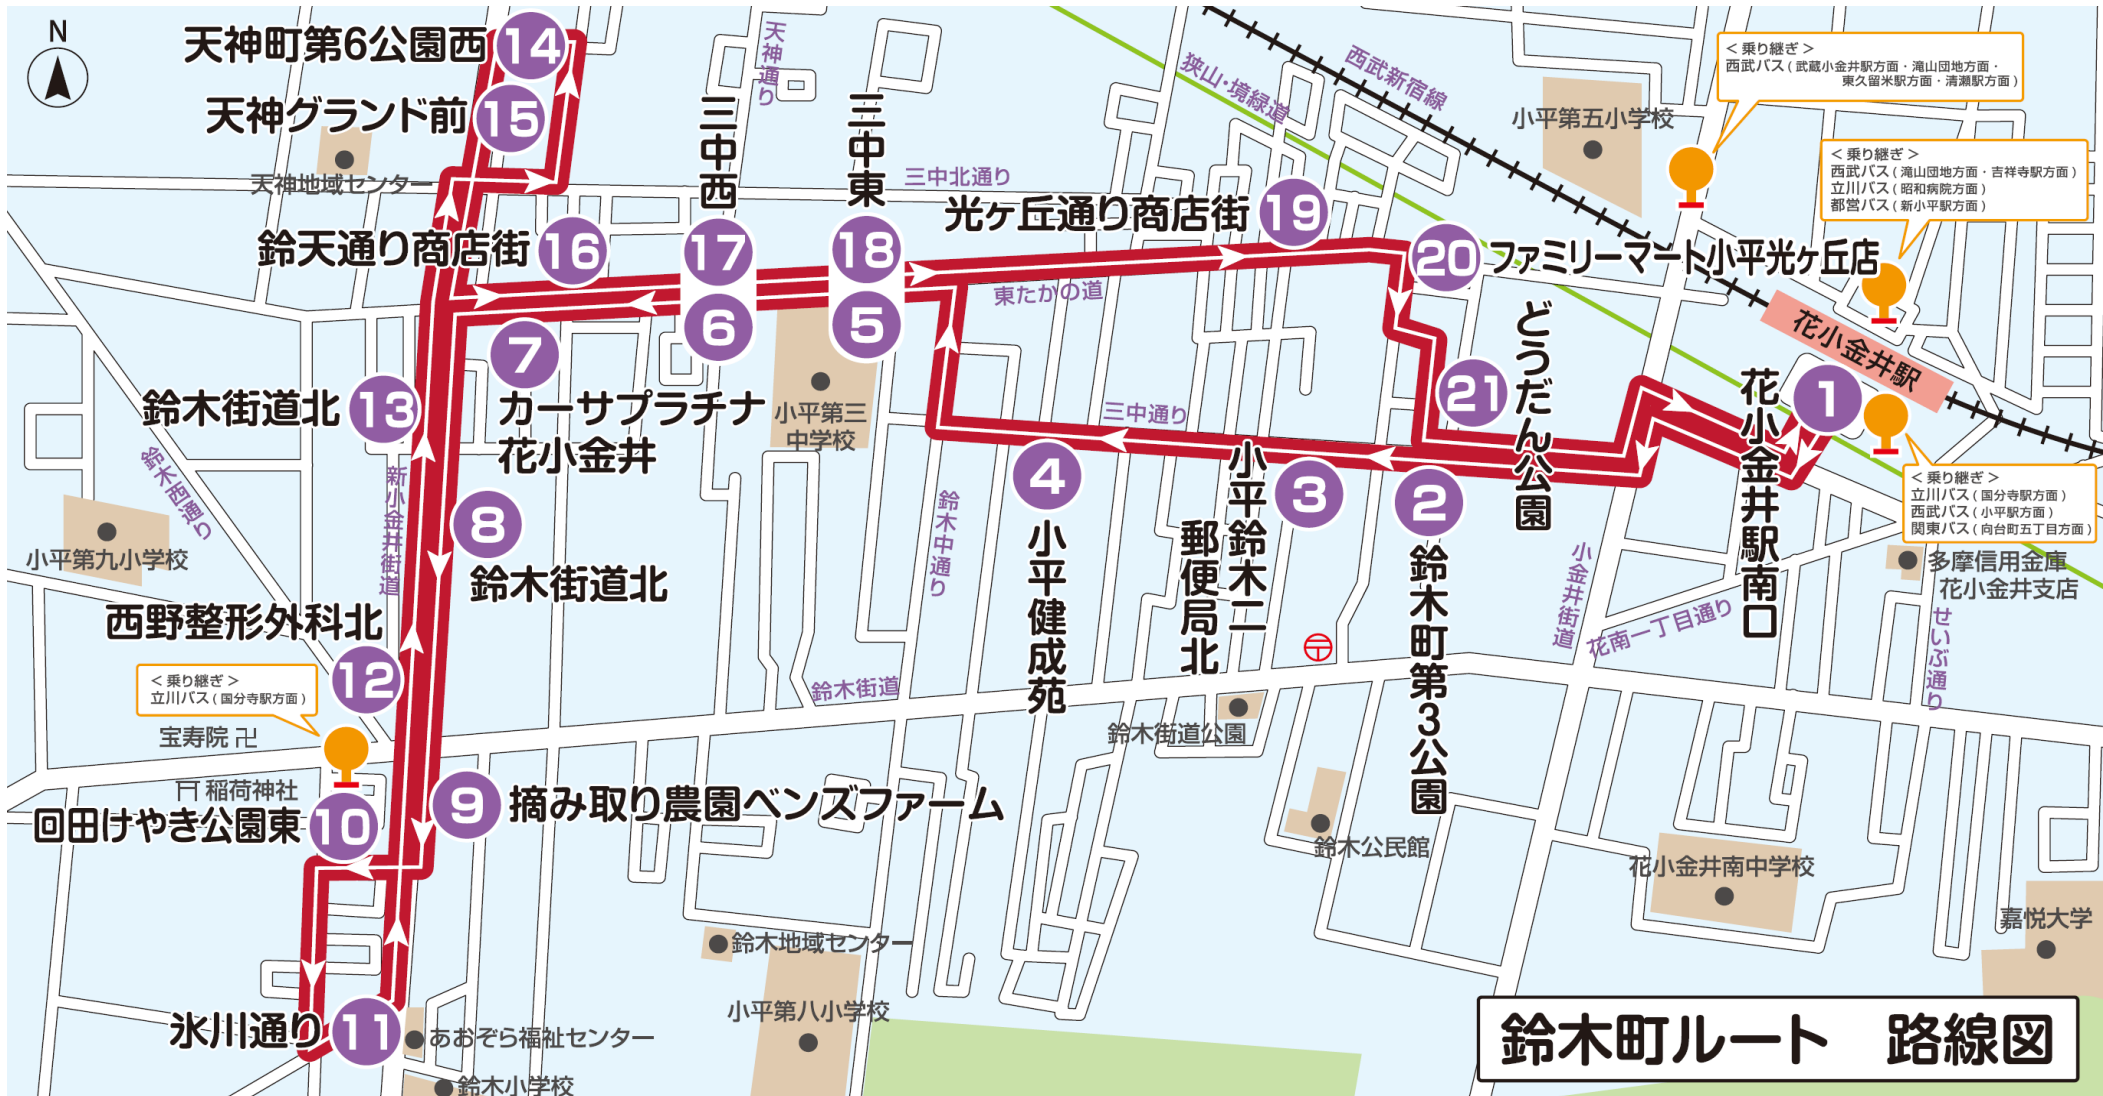 N
天神町第6公園西
14
天神グランド前
15
天神地域センター
天神通り
三中西
三中東
三中北通り
狭山・境緑道
西武新宿線
小平第五小学校
<乗り継ぎ>
西武バス(武蔵小金井駅方面・滝山団地方面・
東久留米駅方面・清瀬駅方面)
<乗り継ぎ>
西武バス(滝山団地方面・吉祥寺駅方面)
立川バス(昭和病院方面)
都営バス(新小平駅方面)
鈴天通り商店街
16
17
18
光ヶ丘通り商店街
19
20
ファミリーマート小平光ヶ丘店
東たかの道
7
6
5
カーサプラチナ
花小金井
小平第三
中学校
鈴木街道北
13
鈴木西通り
新小金井街道
三中通り
21
どうだん公園
花小金井駅
1
花小金井駅南口
<乗り継ぎ>
立川バス(国分寺駅方面)
西武バス(小平駅方面)
関東バス(向台町五丁目方面)
小平第九小学校
8
鈴木街道北
鈴木中通り
4
小平健成苑
3
小平鈴木二
郵便局北
2
鈴木町第3公園
小金井街道
花南一丁目通り
多摩信用金庫
花小金井支店
せいぶ通り
西野整形外科北
12
<乗り継ぎ>
立川バス(国分寺駅方面)
宝寿院
稲荷神社
鈴木街道
鈴木街道公園
回田けやき公園東
10
9
摘み取り農園ベンズファーム
鈴木公民館
花小金井南中学校
嘉悦大学
鈴木地域センター
小平第八小学校
氷川通り
11
あおぞら福祉センター
鈴木小学校
鈴木町ルート 路線図